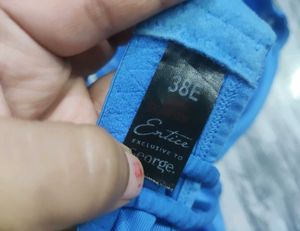 38E
Entice
EXCLUSIVE TO
George.